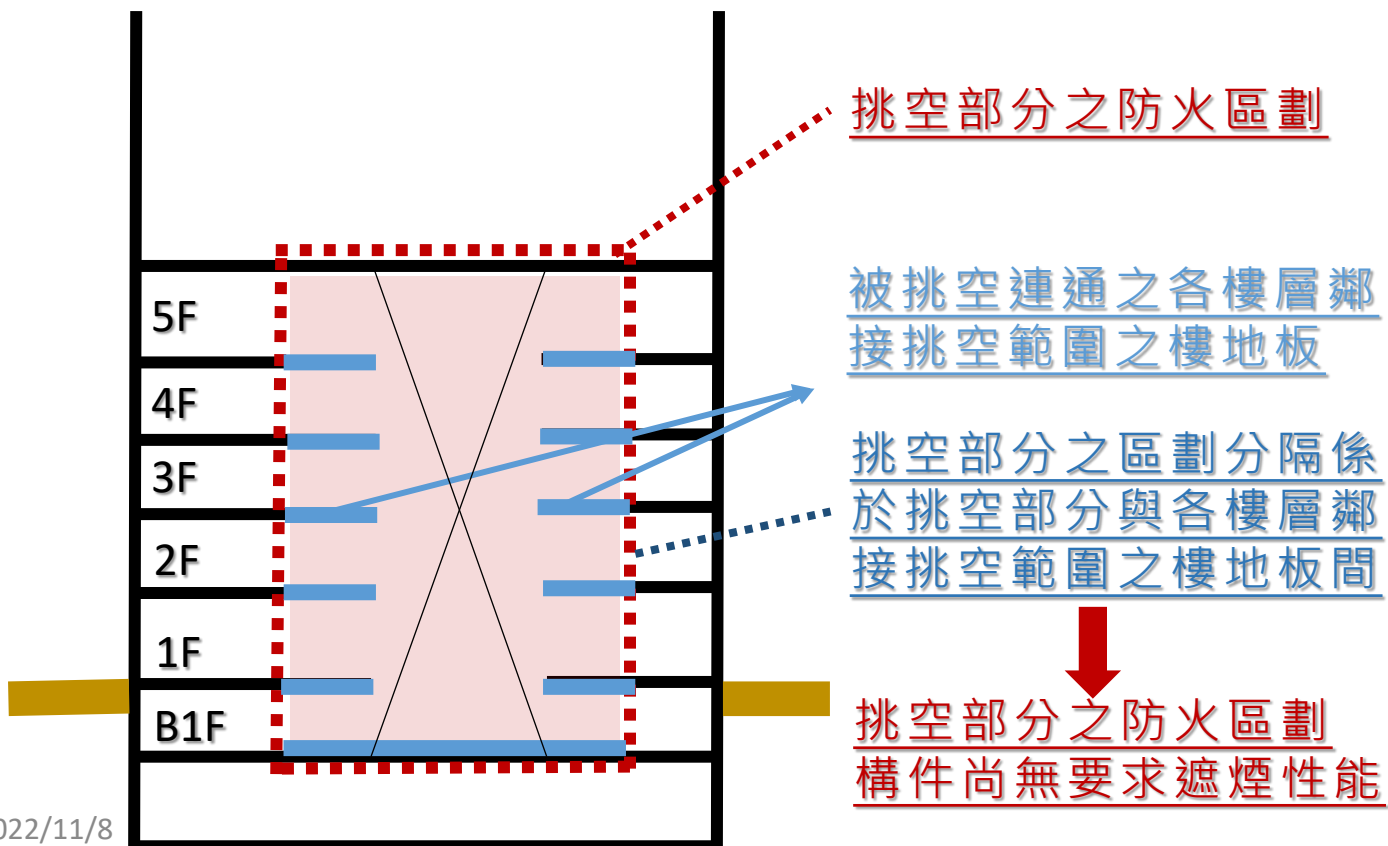 挑空部分之防火區劃
被挑空連通之各樓層鄰
接挑空範圍之樓地板
挑空部分之區劃分隔係
於挑空部分與各樓層鄰
接挑空範圍之樓地板間
挑空部分之防火區劃
構件尚無要求遮煙性能
5F
4F
3F
2F
1F
B1F
022/11/8